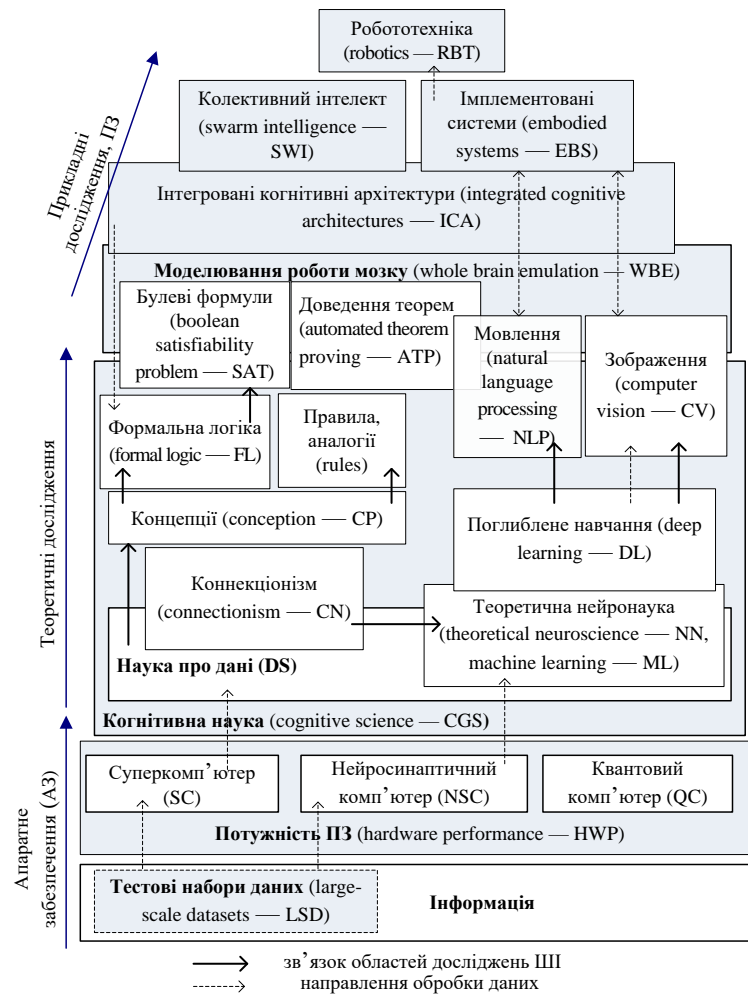 Робототехніка
(robotics — RBT)
Колективний інтелект
(swarm intelligence —
SWI)
Імплементовані
системи (embodied
systems — EBS)
Прикладні
дослідження, ПЗ
Інтегровані когнітивні архітектури (integrated cognitive
architectures — ICA)
Моделювання роботи мозку (whole brain emulation — WBE)
Булеві формули
(boolean
satisfiability
problem — SAT)
Доведення теорем
(automated theorem
proving — ATP)
Мовлення
(natural
language
processing
— NLP)
Зображення
(computer
vision — CV)
Формальна логіка
(formal logic — FL)
Правила,
аналогії
(rules)
Теоретичні дослідження
Концепції (conception — CP)
Поглиблене навчання (deep
learning — DL)
Коннекціонізм
(connectionism — CN)
Теоретична нейронаука
(theoretical neuroscience — NN,
machine learning — ML)
Наука про дані (DS)
Когнітивна наука (cognitive science — CGS)
Апаратне
забезпечення (АЗ)
Суперкомп’ютер
(SC)
Нейросинаптичний
комп’ютер (NSC)
Квантовий
комп’ютер (QC)
Потужність ПЗ (hardware performance — HWP)
Тестові набори даних (large-
scale datasets — LSD)
Інформація
зв’язок областей досліджень ШІ
направлення обробки даних